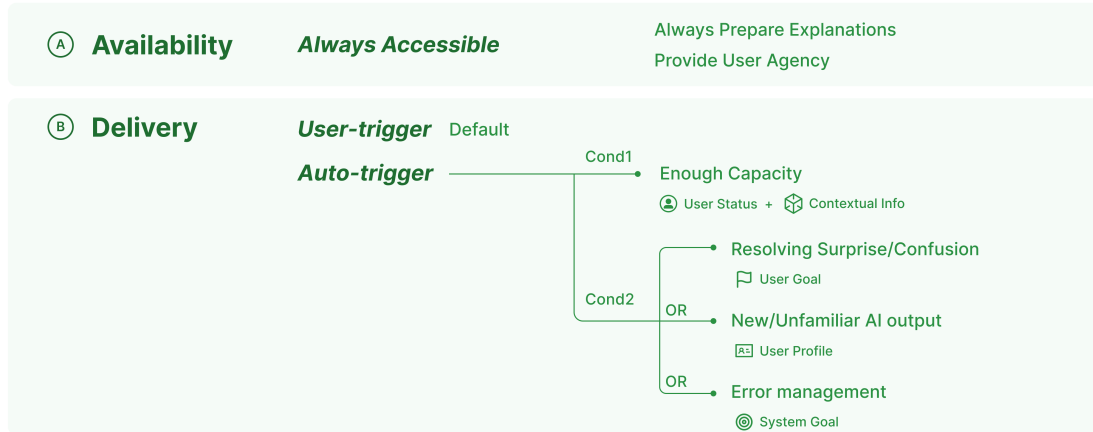 A Availability Always Accessible Always Prepare Explanations
Provide User Agency
B Delivery User-trigger Default
Cond1
Auto-trigger Enough Capacity
User Status + Contextual Info
Resolving Surprise/Confusion
User Goal
Cond2
OR
New/Unfamiliar AI output
User Profile
OR
Error management
System Goal